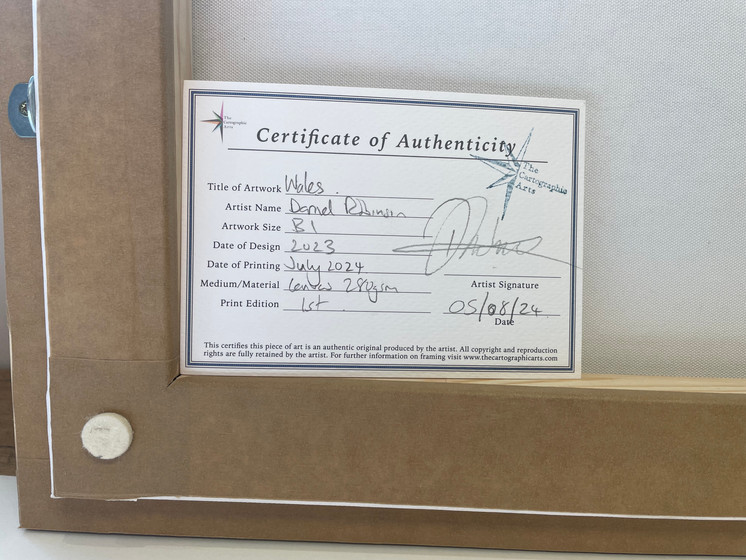 The
Cartographic
Arts
Certificate of Authenticity
The
Cartographic
Arts
Title of Artwork Wales.
Artist Name Daniel Robinson
Artwork Size B1
Date of Design 2023
Date of Printing July 2024
Medium/Material Canvas 280gsm
Print Edition 1st
Artist Signature
05/08/24
Date
This certifies this piece of art is an authentic original produced by the artist. All copyright and reproduction
rights are fully retained by the artist. For further information on framing visit www.thecartographicarts.com